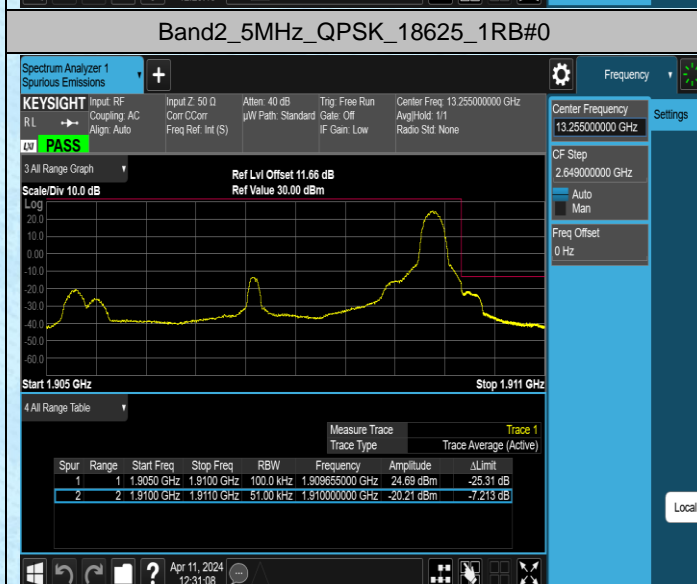 Band2_5MHz_QPSK_18625_1RB#0
Spectrum Analyzer 1
Spurious Emissions
Frequency
KEYSIGHT Input: RF Input Z: 50 Ω Atten: 40 dB Trig: Free Run Center Freq: 13.255000000 GHz
RL Coupling: AC Corr CCorr µW Path: Standard Gate: Off Avg|Hold: 1/1
Align: Auto Freq Ref: Int (S) IF Gain: Low Radio Std: None
LXI PASS
3 All Range Graph
Ref Lvl Offset 11.66 dB
Scale/Div 10.0 dB Ref Value 30.00 dBm
Log
20.0
10.0
0.00
-10.0
-20.0
-30.0
-40.0
-50.0
-60.0
Start 1.905 GHz Stop 1.911 GHz
4 All Range Table
Measure Trace Trace 1
Trace Type Trace Average (Active)
Spur Range Start Freq Stop Freq RBW Frequency Amplitude ΔLimit
1 1 1.9050 GHz 1.9100 GHz 100.0 kHz 1.909655000 GHz 24.69 dBm -25.31 dB
2 2 1.9100 GHz 1.9110 GHz 51.00 kHz 1.910000000 GHz -20.21 dBm -7.213 dB
Apr 11, 2024
12:31:08
Center Frequency
13.255000000 GHz
Settings
CF Step
2.649000000 GHz
Auto
Man
Freq Offset
0 Hz
Local